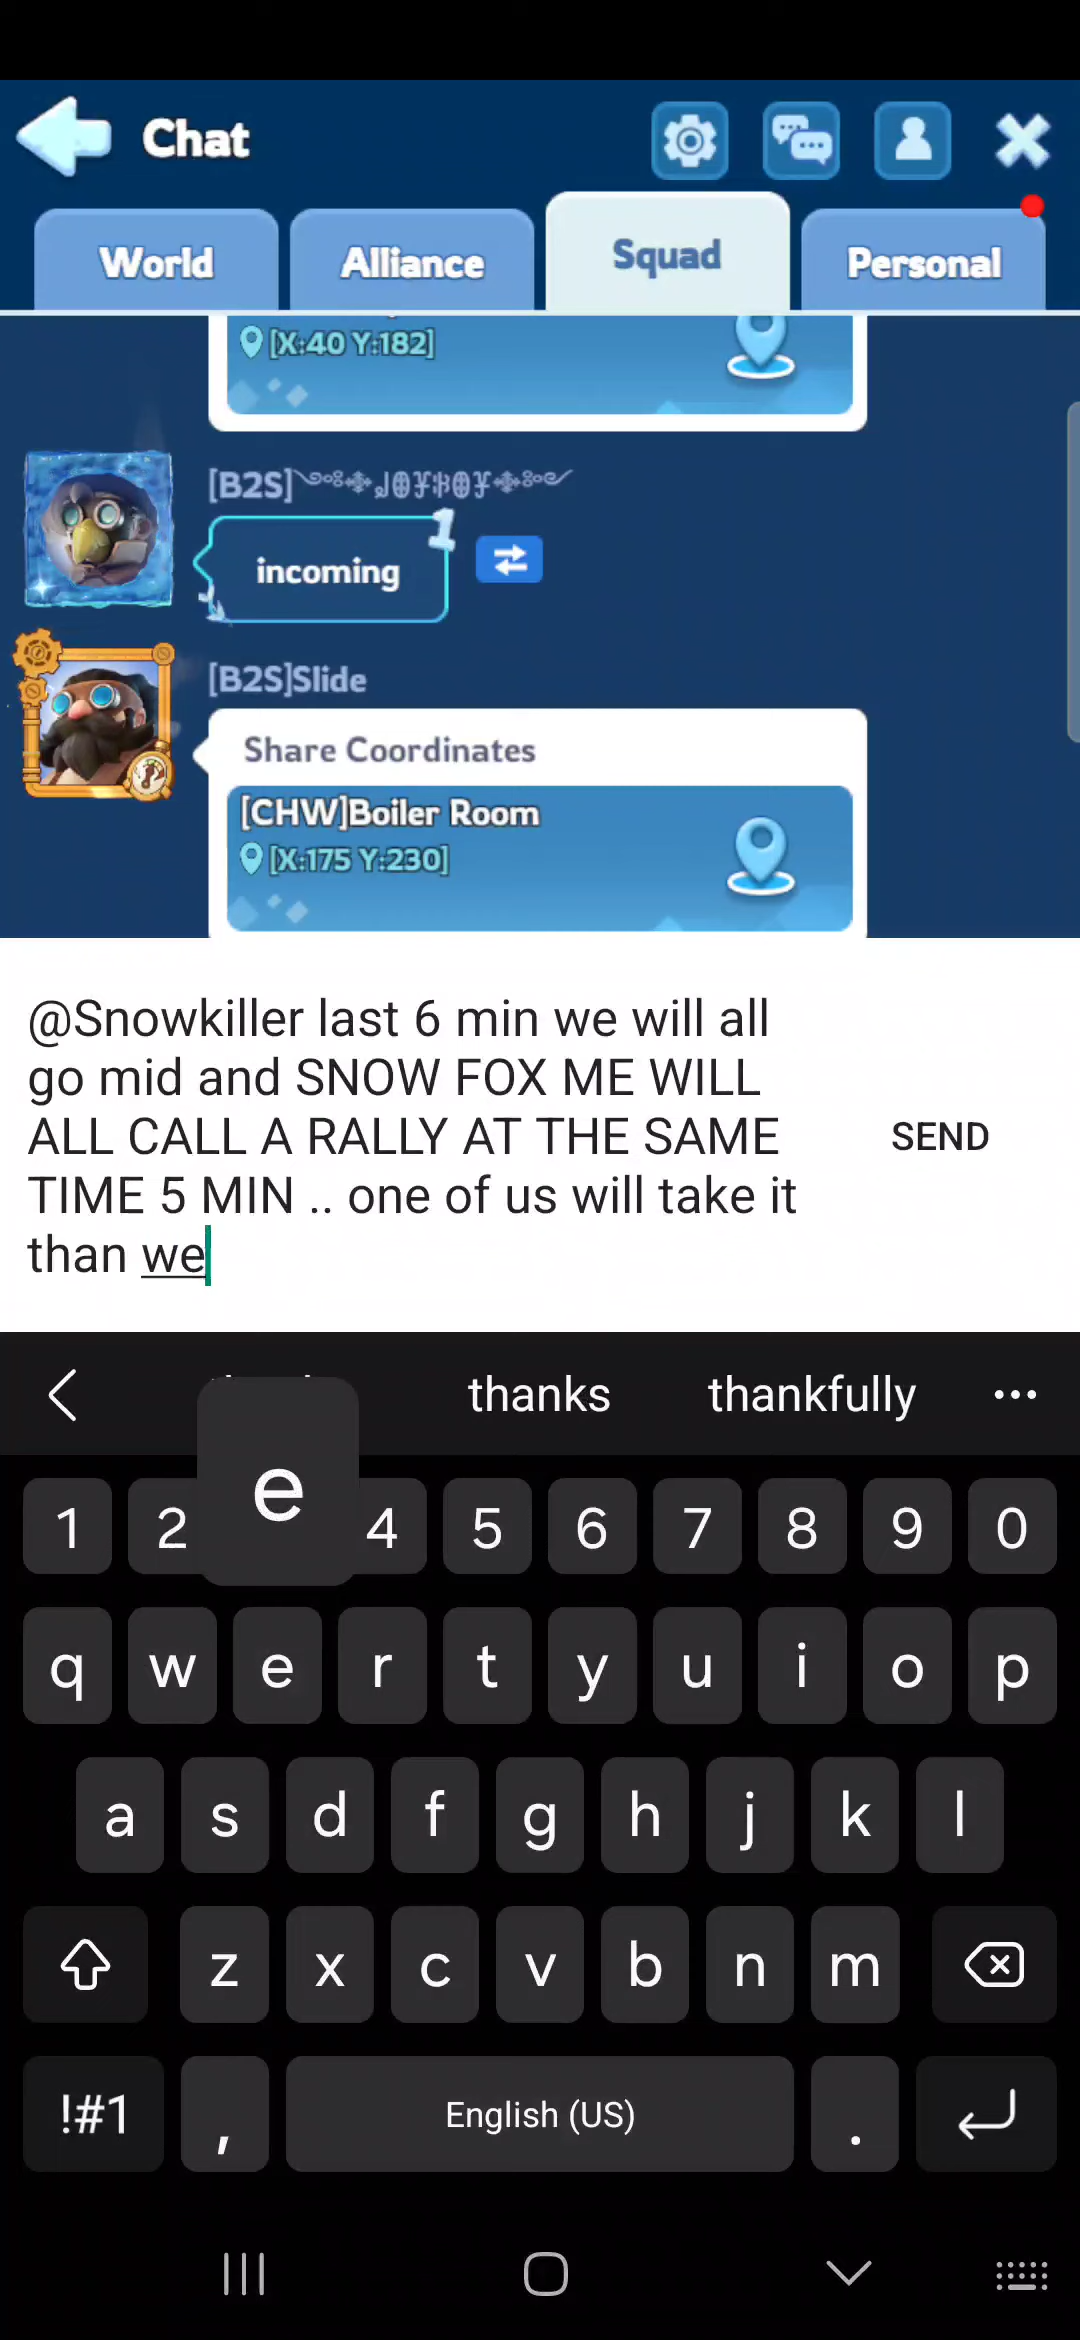 Chat
World
Alliance
Squad
Personal
[X:40 Y:182]
[B2S]
incoming
1
[B2S]Slide
Share Coordinates
[CHW]Boiler Room
[X:175 Y:230]
@Snowkiller last 6 min we will all
go mid and SNOW FOX ME WILL
ALL CALL A RALLY AT THE SAME
TIME 5 MIN .. one of us will take it
than we
SEND
thanks thankfully
e
1 2 4 5 6 7 8 9 0
q w e r t y u i o p
a s d f g h j k l
z x c v b n m
!#1 , English (US) .